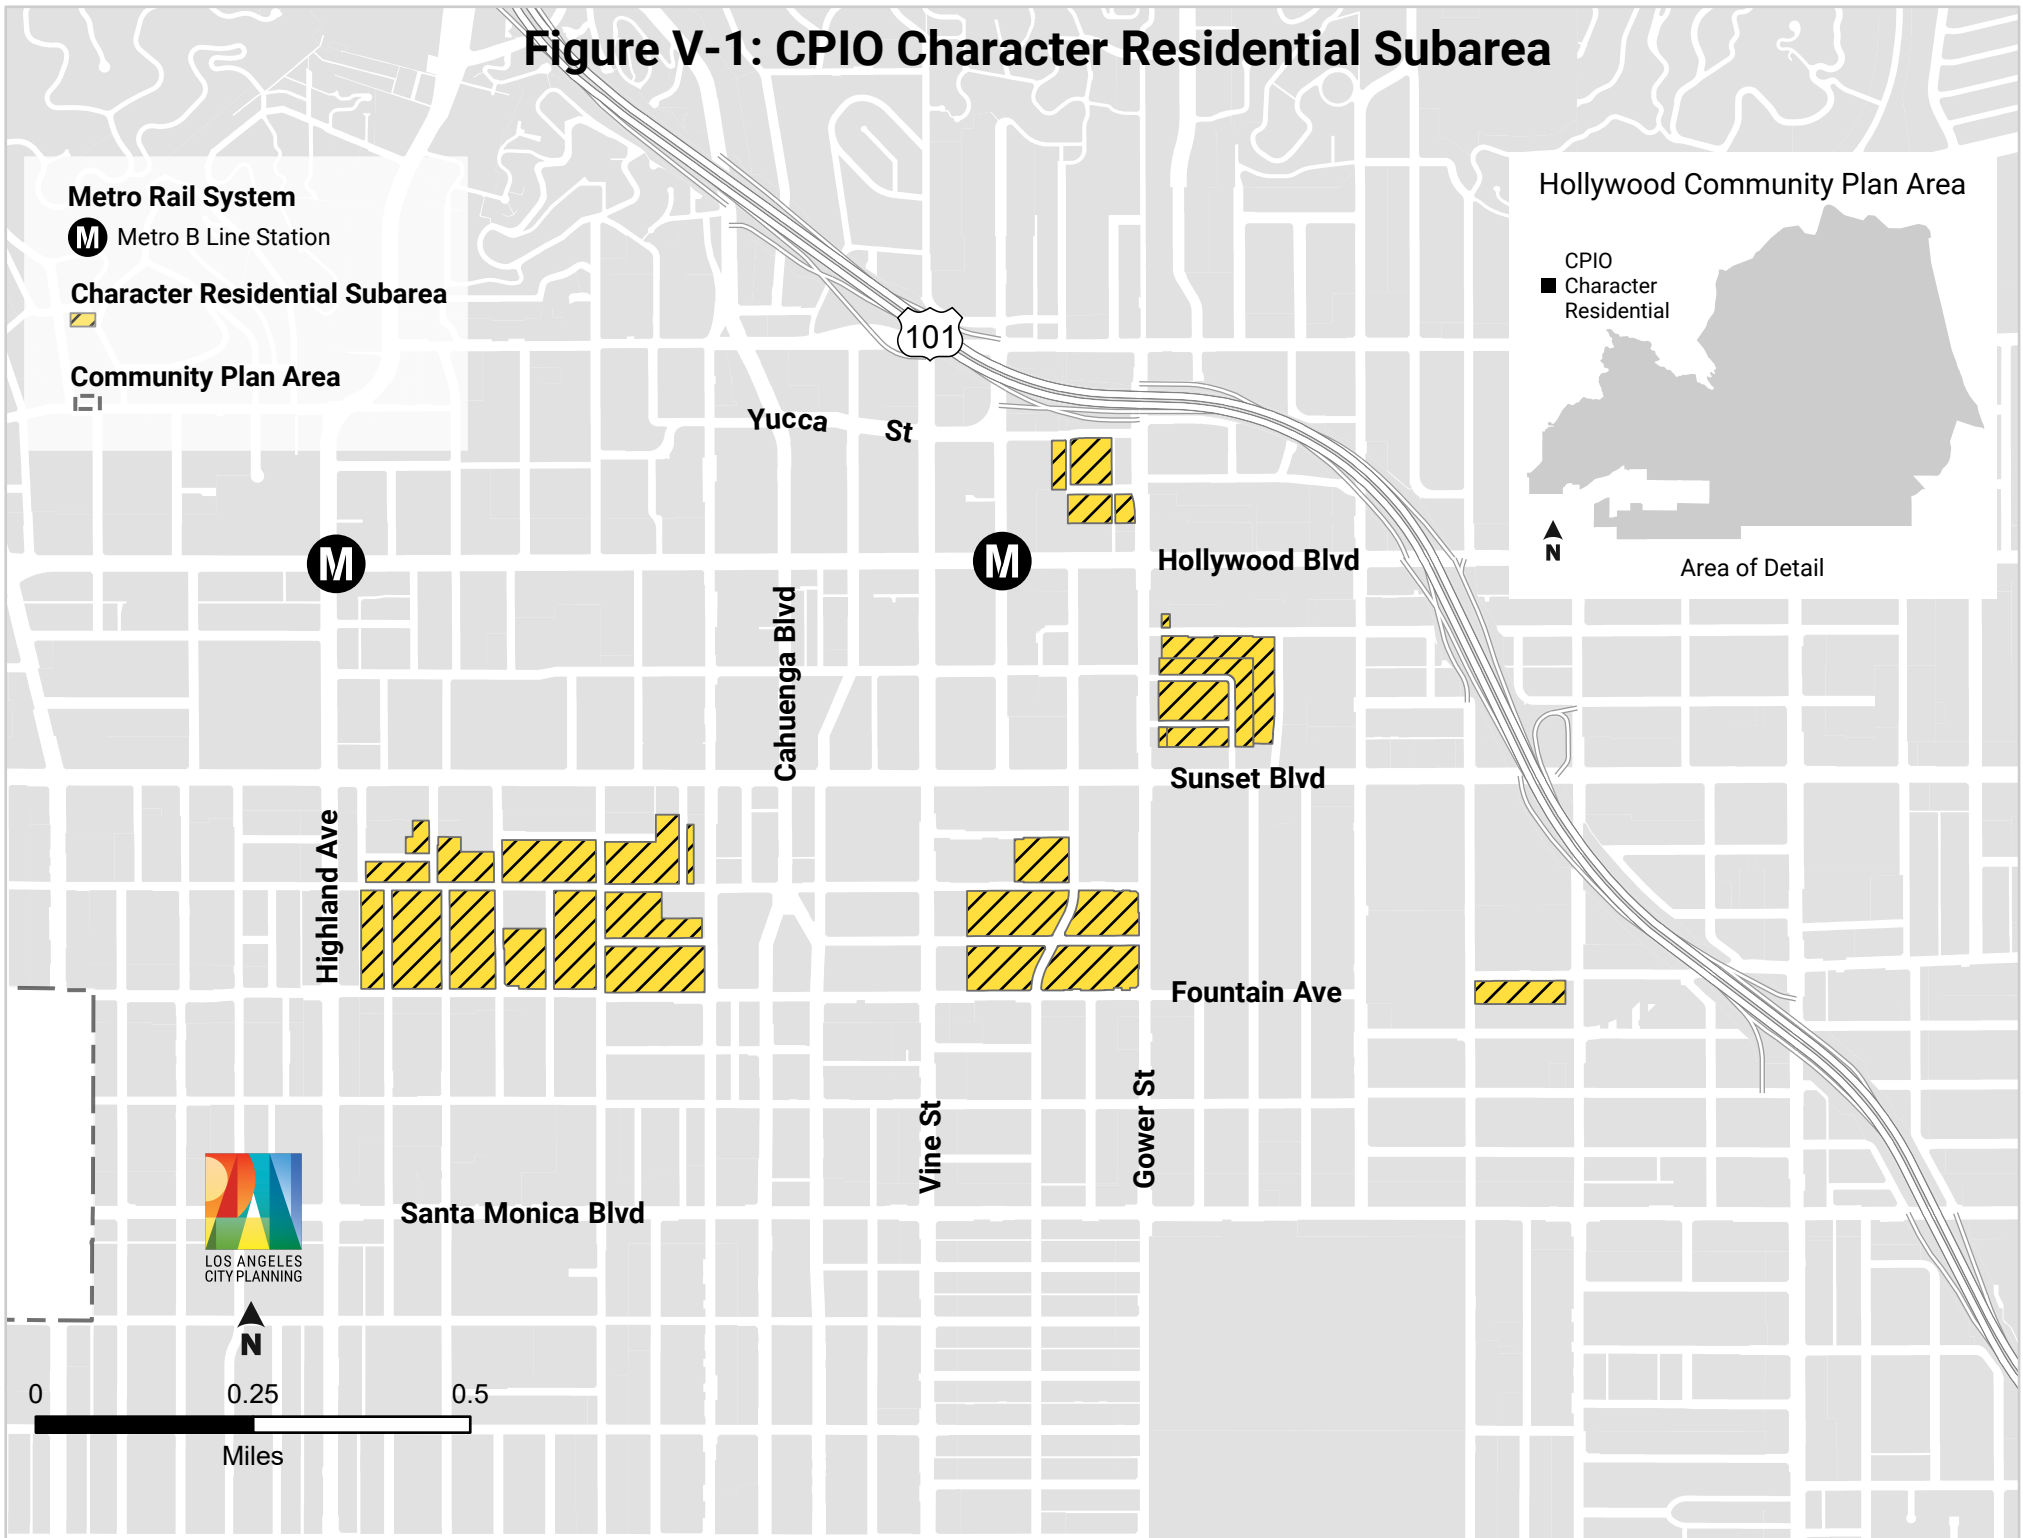 Figure V-1: CPIO Character Residential Subarea
Metro Rail System
M Metro B Line Station
Character Residential Subarea
Community Plan Area
Hollywood Community Plan Area
CPIO
Character
Residential
N
Area of Detail
101
Yucca St
M
M
Hollywood Blvd
Cahuenga Blvd
Sunset Blvd
Highland Ave
Fountain Ave
Vine St
Gower St
Santa Monica Blvd
LOS ANGELES
CITY PLANNING
N
0 0.25 0.5
Miles